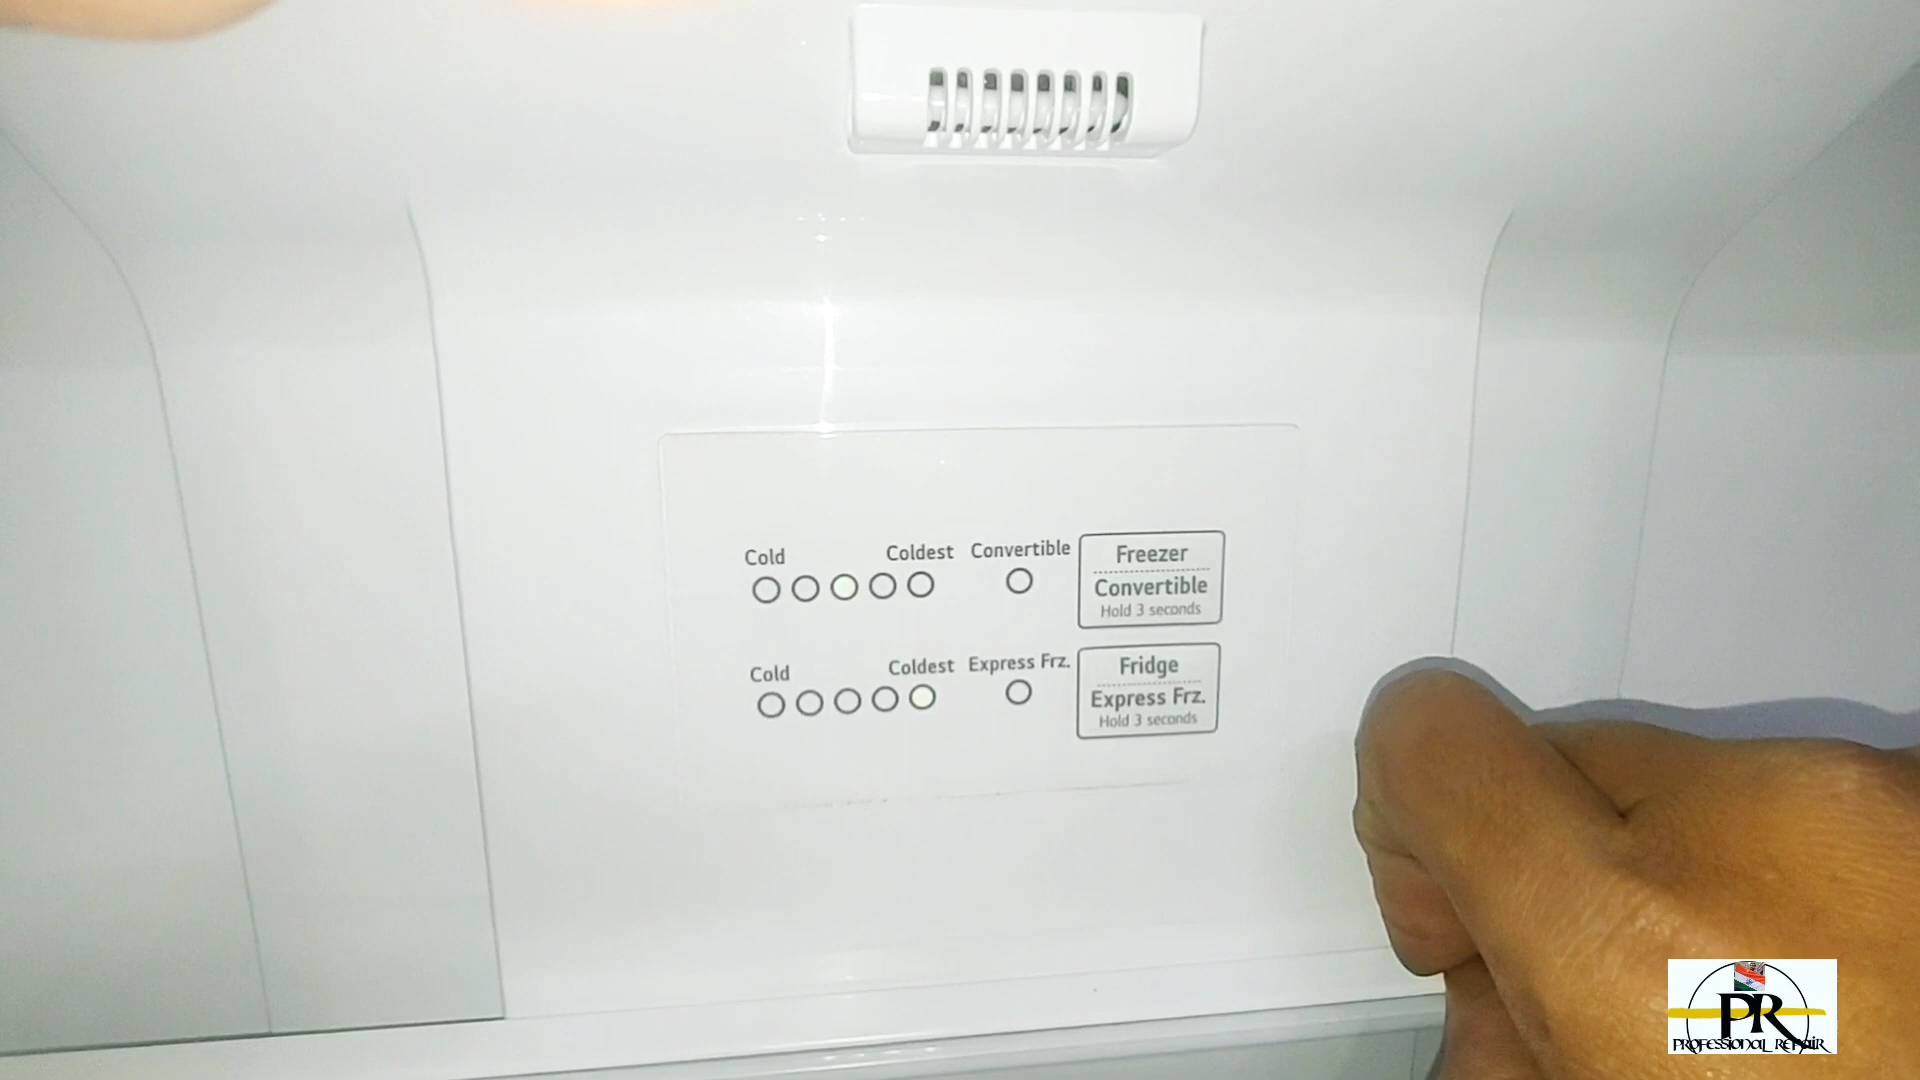 Cold Coldest Convertible
Freezer
Convertible
Hold 3 seconds
Cold Coldest Express Frz.
Fridge
Express Frz.
Hold 3 seconds
PR
PROFESSIONAL REPAIR